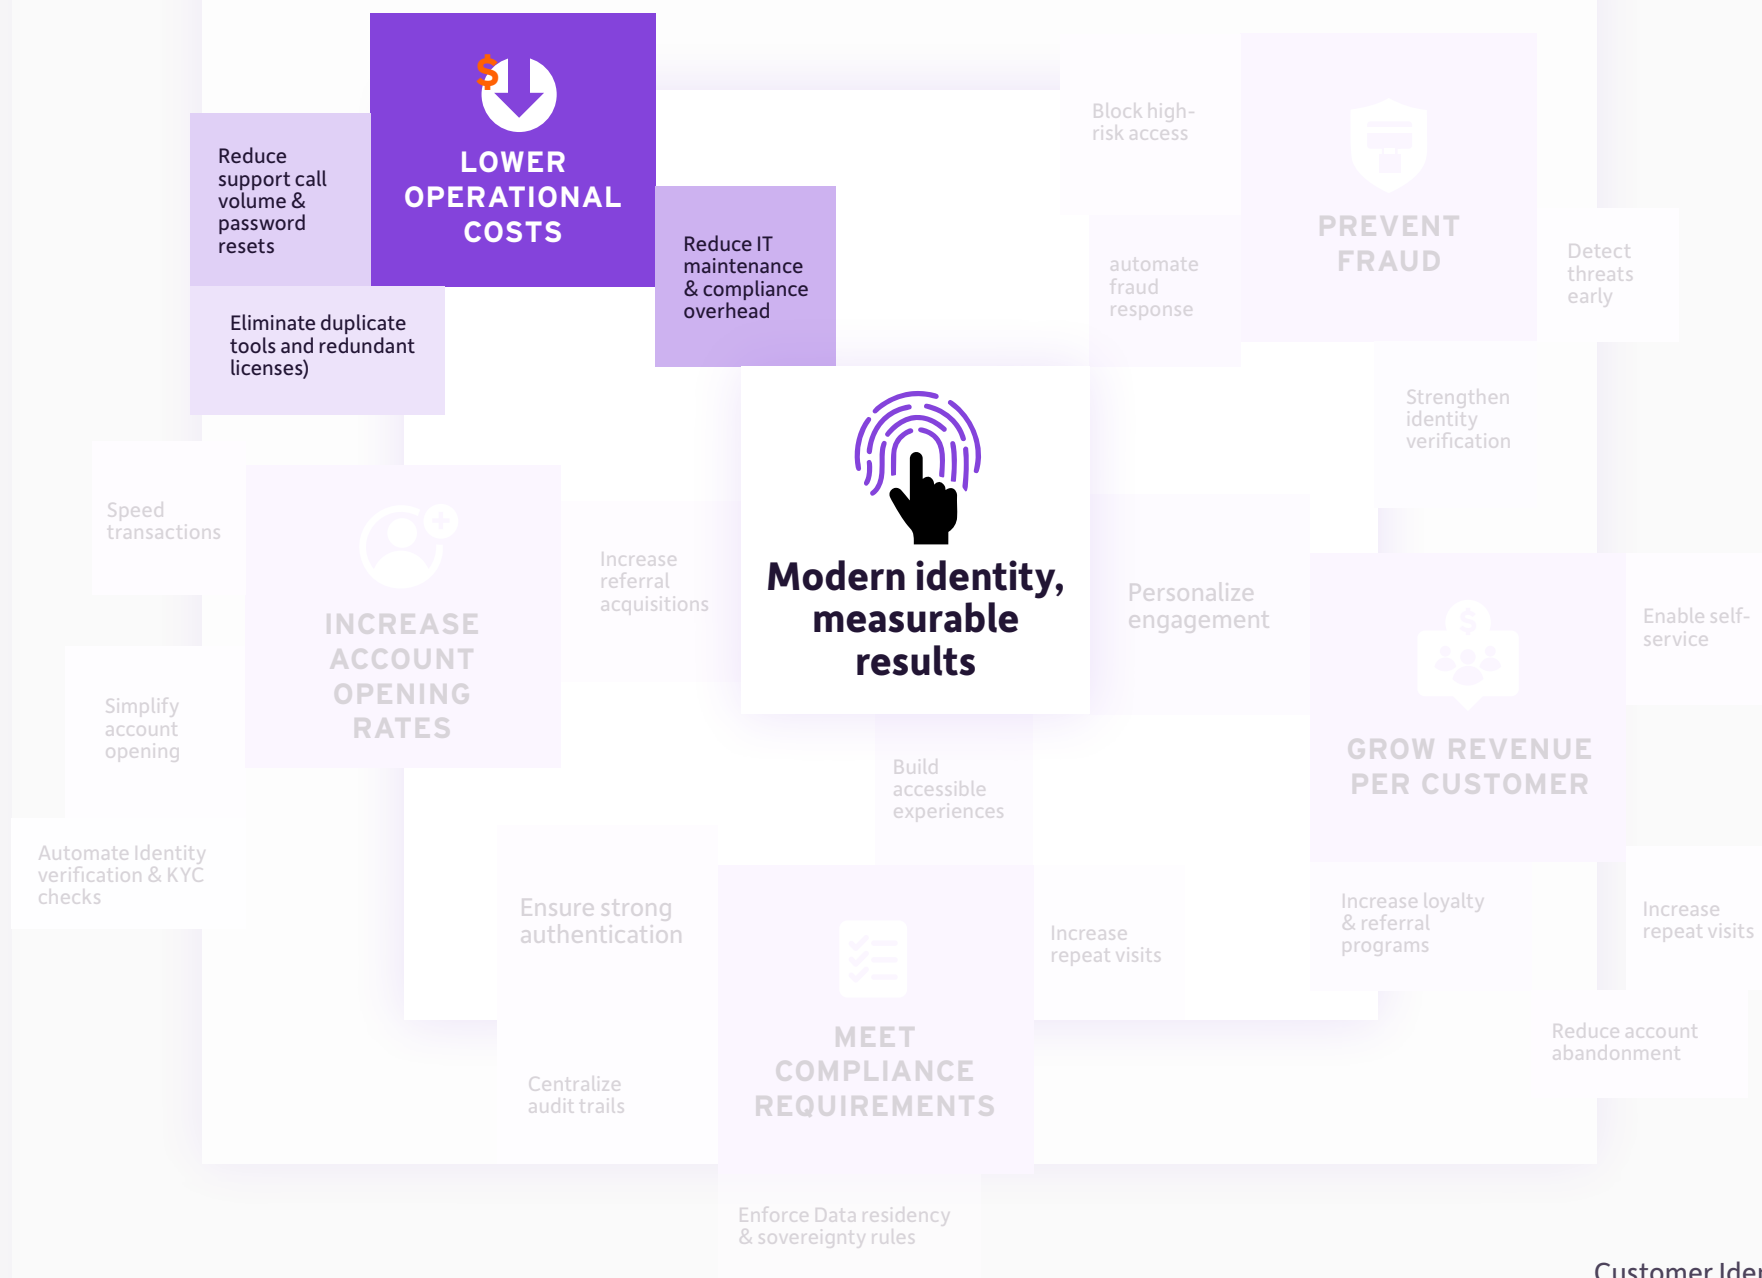 LOWER
OPERATIONAL
COSTS
Reduce
support call
volume &
password
resets
Reduce IT
maintenance
& compliance
overhead
Eliminate duplicate
tools and redundant
licenses)
Block high-
risk access
PREVENT
FRAUD
automate
fraud
response
Detect
threats
early
Strengthen
identity
verification
Modern identity,
measurable
results
Speed
transactions
INCREASE
ACCOUNT
OPENING
RATES
Increase
referral
acquisitions
Simplify
account
opening
Automate Identity
verification & KYC
checks
Personalize
engagement
$
GROW REVENUE
PER CUSTOMER
Enable self-
service
Increase loyalty
& referral
programs
Increase
repeat visits
Reduce account
abandonment
Build
accessible
experiences
Ensure strong
authentication
MEET
COMPLIANCE
REQUIREMENTS
Increase
repeat visits
Centralize
audit trails
Enforce Data residency
& sovereignty rules
Customer